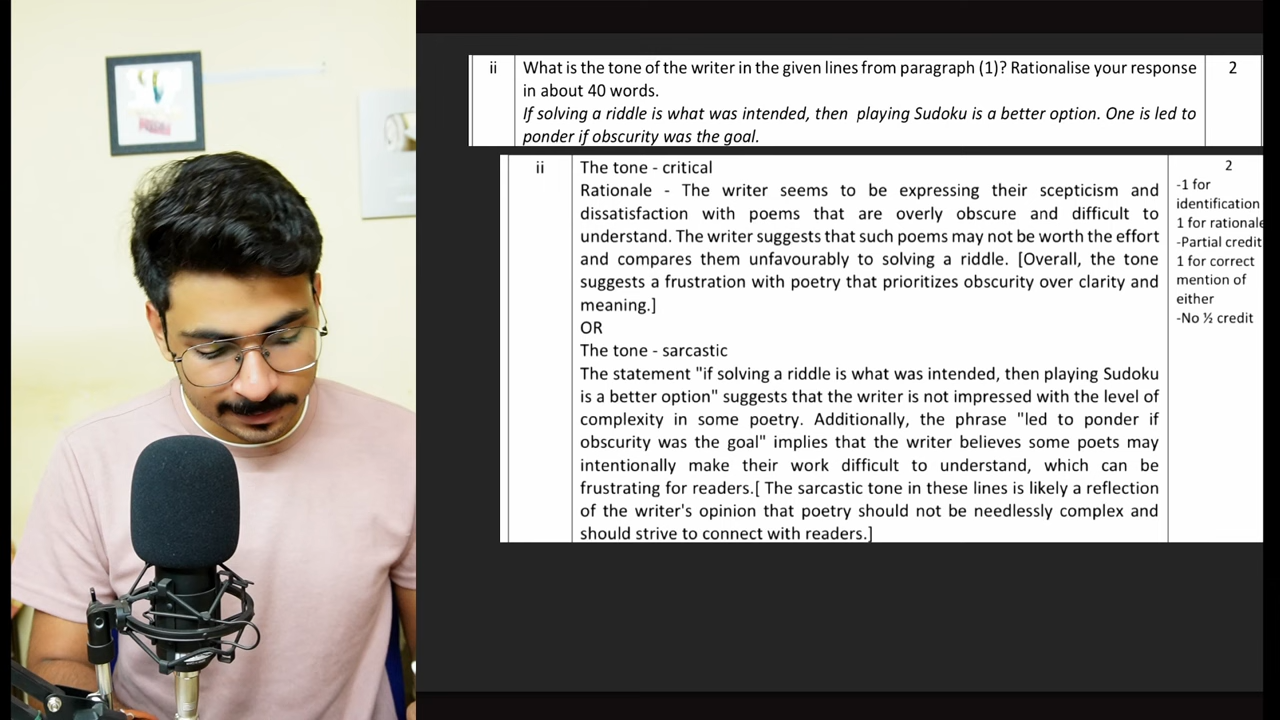 ii What is the tone of the writer in the given lines from paragraph (1)? Rationalise your response 2
in about 40 words.
If solving a riddle is what was intended, then playing Sudoku is a better option. One is led to
ponder if obscurity was the goal.
ii The tone - critical
Rationale - The writer seems to be expressing their scepticism and
dissatisfaction with poems that are overly obscure and difficult to
understand. The writer suggests that such poems may not be worth the effort
and compares them unfavourably to solving a riddle. [Overall, the tone
suggests a frustration with poetry that prioritizes obscurity over clarity and
meaning.]
OR
The tone - sarcastic
The statement "if solving a riddle is what was intended, then playing Sudoku
is a better option" suggests that the writer is not impressed with the level of
complexity in some poetry. Additionally, the phrase "led to ponder if
obscurity was the goal" implies that the writer believes some poets may
intentionally make their work difficult to understand, which can be
frustrating for readers.[ The sarcastic tone in these lines is likely a reflection
of the writer's opinion that poetry should not be needlessly complex and
should strive to connect with readers.]
2
-1 for
identification
1 for rationale
-Partial credit
1 for correct
mention of
either
-No ½ credit